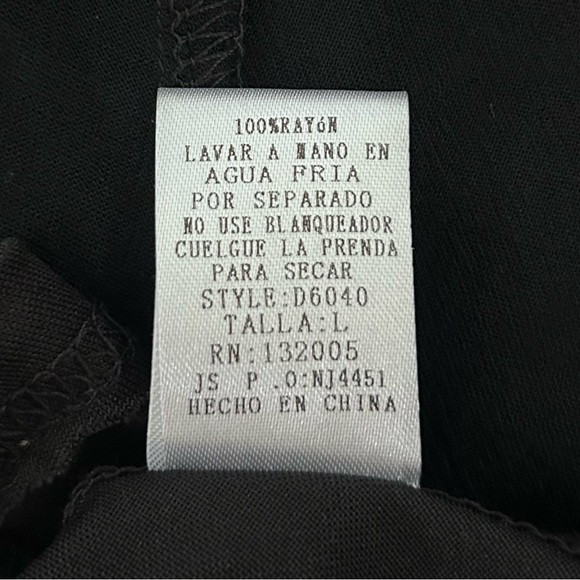 100%RAYóN
LAVAR A MANO EN
AGUA FRIA
POR SEPARADO
NO USE BLANQUEADOR
CUELGUE LA PRENDA
PARA SECAR
STYLE:D6040
TALLA:L
RN:132005
JS P .O:NJ4451
HECHO EN CHINA